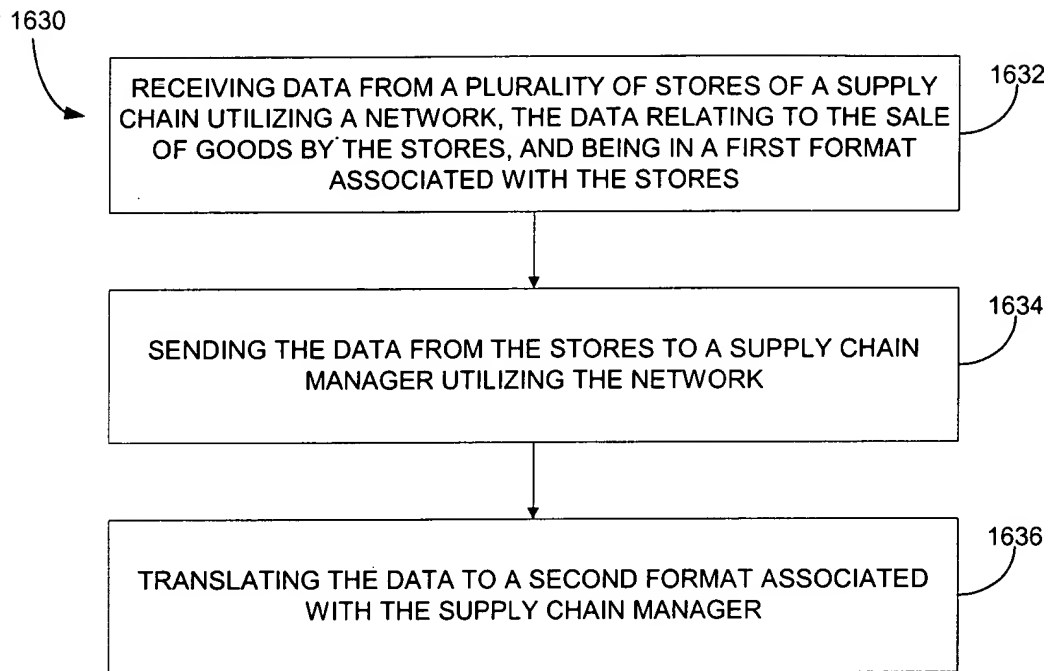 1630
1632
RECEIVING DATA FROM A PLURALITY OF STORES OF A SUPPLY
CHAIN UTILIZING A NETWORK, THE DATA RELATING TO THE SALE
OF GOODS BY THE STORES, AND BEING IN A FIRST FORMAT
ASSOCIATED WITH THE STORES
1634
SENDING THE DATA FROM THE STORES TO A SUPPLY CHAIN
MANAGER UTILIZING THE NETWORK
1636
TRANSLATING THE DATA TO A SECOND FORMAT ASSOCIATED
WITH THE SUPPLY CHAIN MANAGER